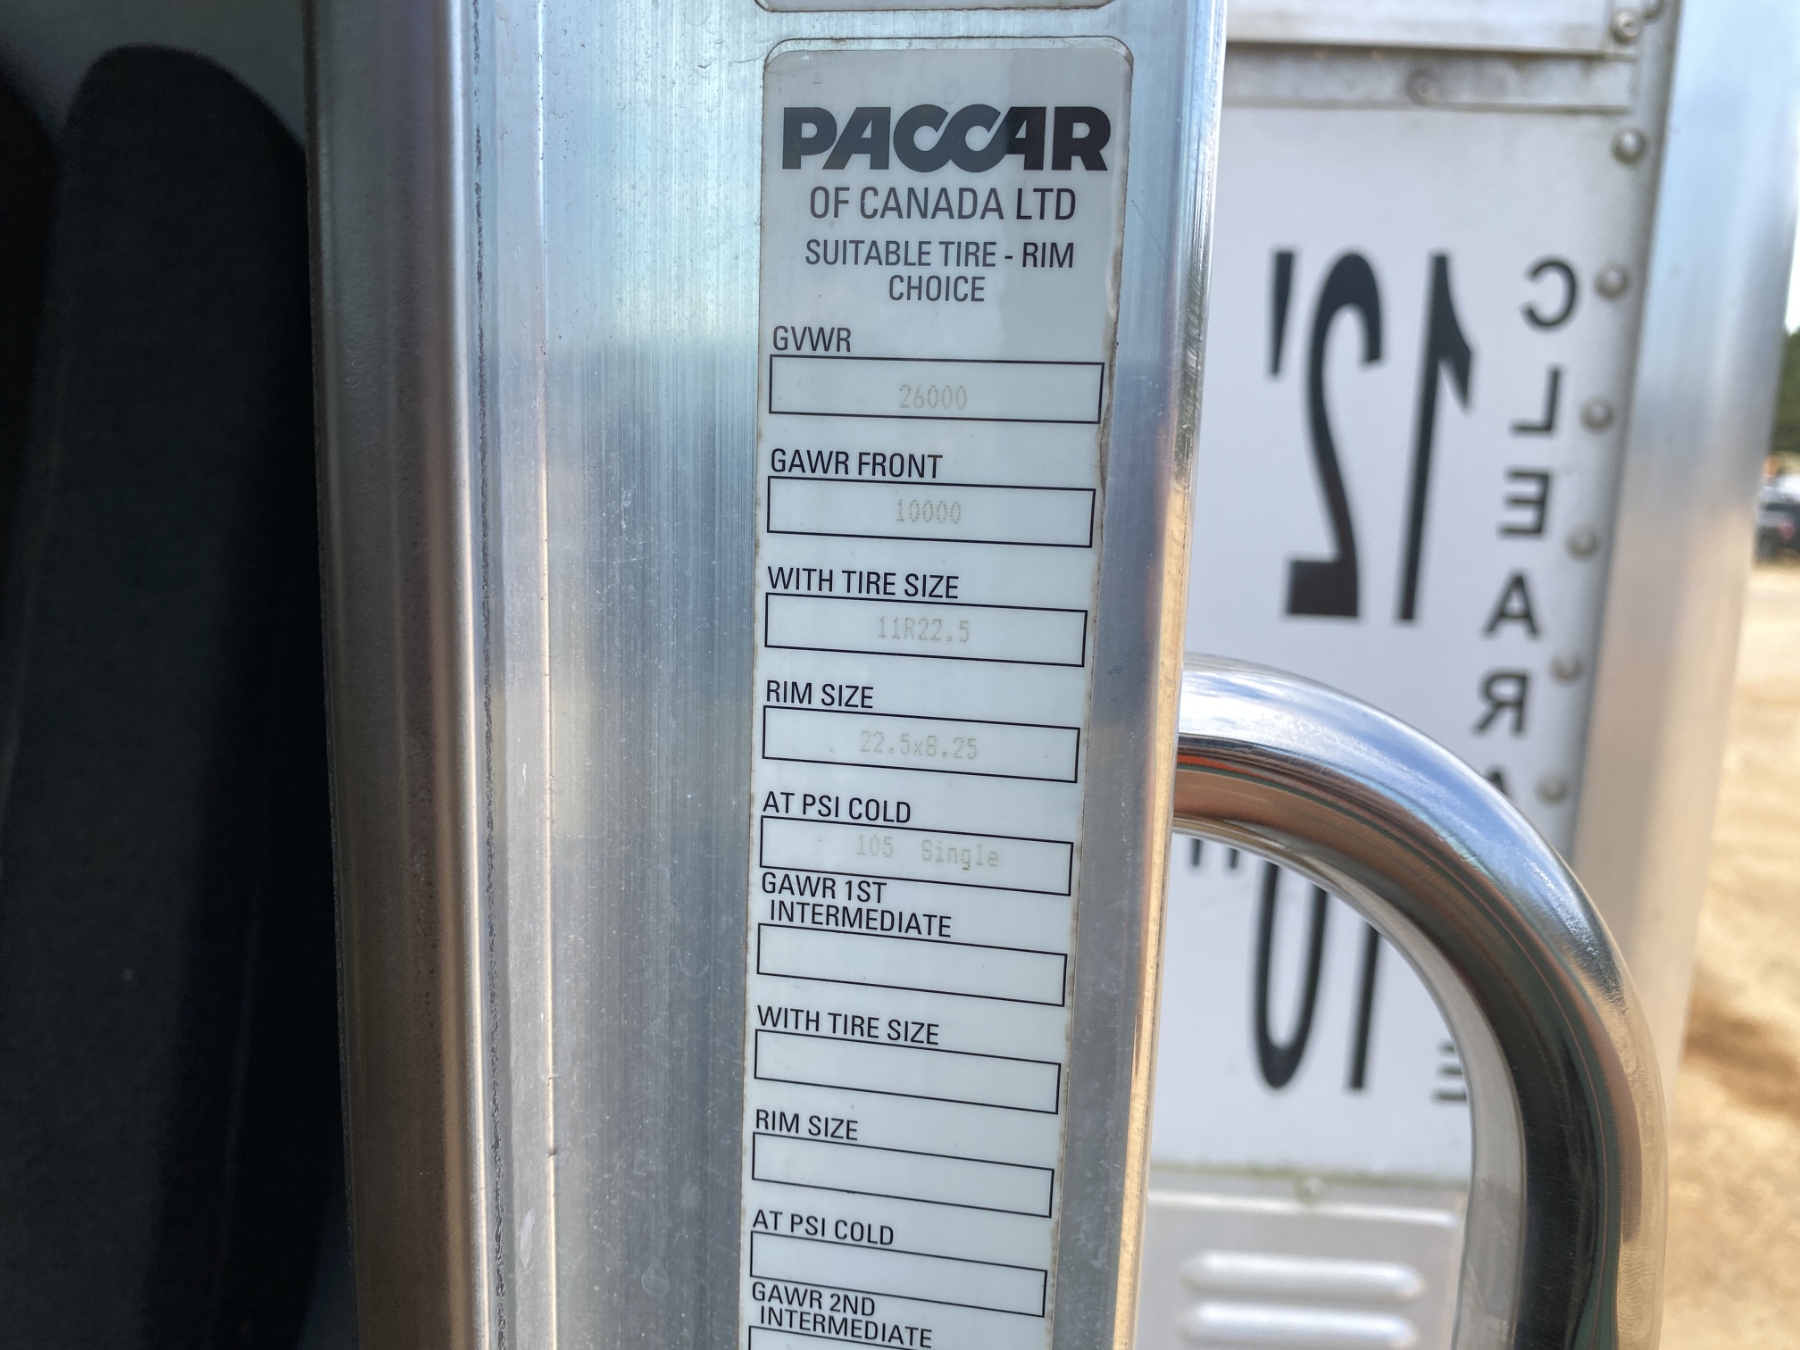 PACCAR
OF CANADA LTD
SUITABLE TIRE - RIM
CHOICE
GVWR
26000
GAWR FRONT
10000
WITH TIRE SIZE
11R22.5
RIM SIZE
22.5x8.25
AT PSI COLD
105 Single
GAWR 1ST
INTERMEDIATE
WITH TIRE SIZE
RIM SIZE
AT PSI COLD
GAWR 2ND
INTERMEDIATE
12'
10"
CLEARA